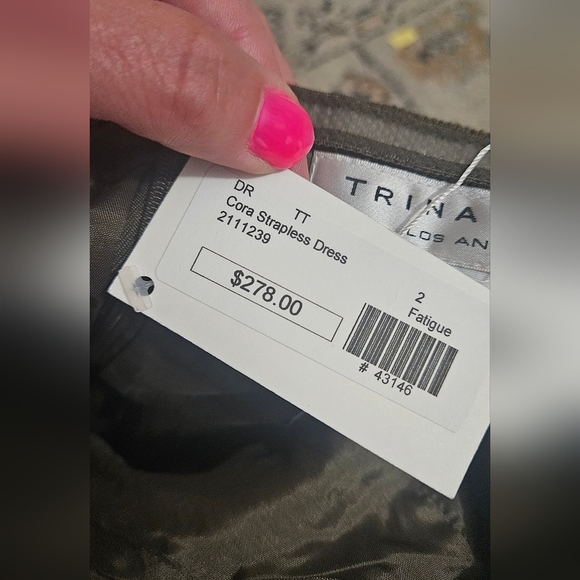 TRINA
LOS AN
DR TT
Cora Strapless Dress
2111239
$278.00
2
Fatigue
# 43146